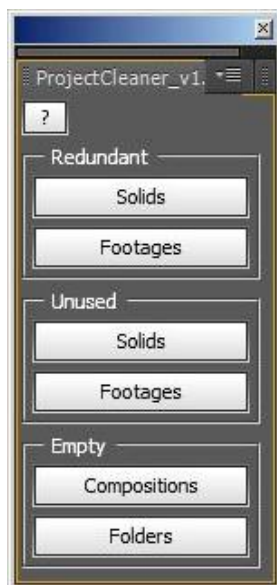 ProjectCleaner_v1.
?
Redundant
Solids
Footages
Unused
Solids
Footages
Empty
Compositions
Folders